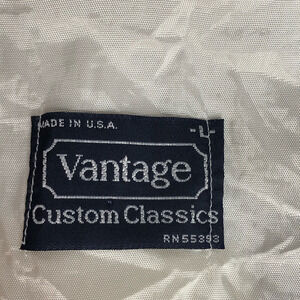 MADE IN U.S.A.
-L-
Vantage
Custom Classics
RN55393